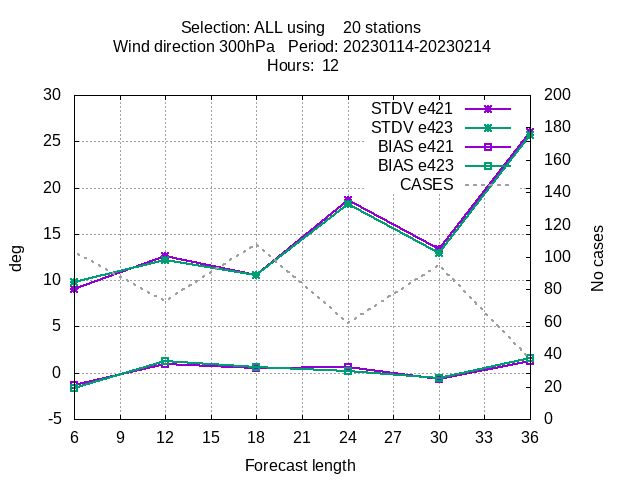 Selection: ALL using    20 stations
Wind direction 300hPa   Period: 20230114-20230214
Hours:  12
30
25
20
15
10
5
0
-5
200
180
160
140
120
100
80
60
40
20
0
STDV e421
STDV e423
BIAS e421
BIAS e423
CASES
deg
No cases
6 9 12 15 18 21 24 27 30 33 36
Forecast length